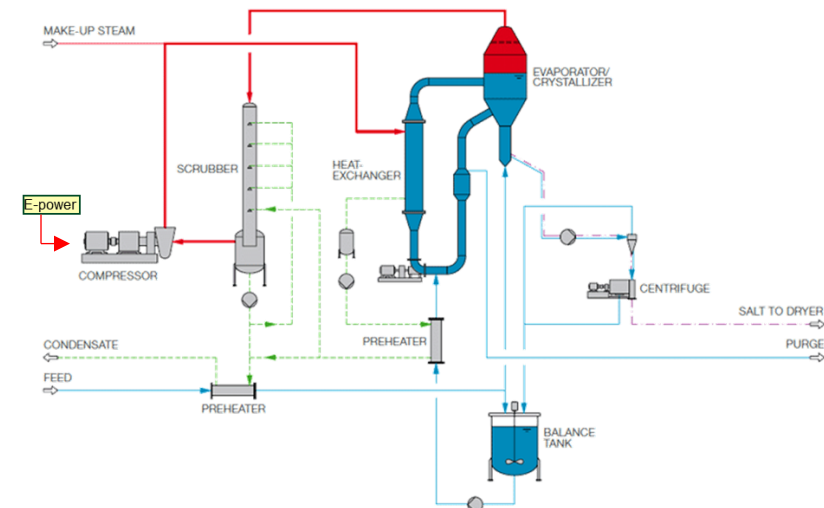 MAKE-UP STEAM
EVAPORATOR/
CRYSTALLIZER
SCRUBBER
HEAT-
EXCHANGER
E-power
COMPRESSOR
CENTRIFUGE
SALT TO DRYER
CONDENSATE
PREHEATER
PURGE
FEED
PREHEATER
BALANCE
TANK